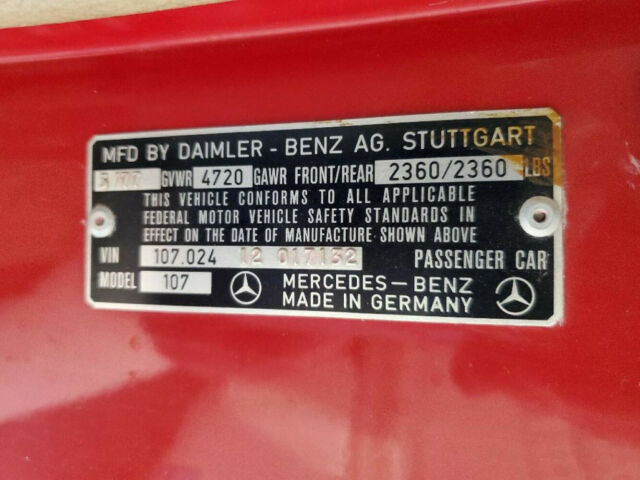 MFD BY DAIMLER - BENZ AG. STUTTGART
GVWR 4720 GAWR FRONT/REAR 2360/2360 LBS
THIS VEHICLE CONFORMS TO ALL APPLICABLE
FEDERAL MOTOR VEHICLE SAFETY STANDARDS IN
EFFECT ON THE DATE OF MANUFACTURE SHOWN ABOVE
VIN 107.024 12 017132 PASSENGER CAR
MODEL 107 MERCEDES-BENZ
MADE IN GERMANY